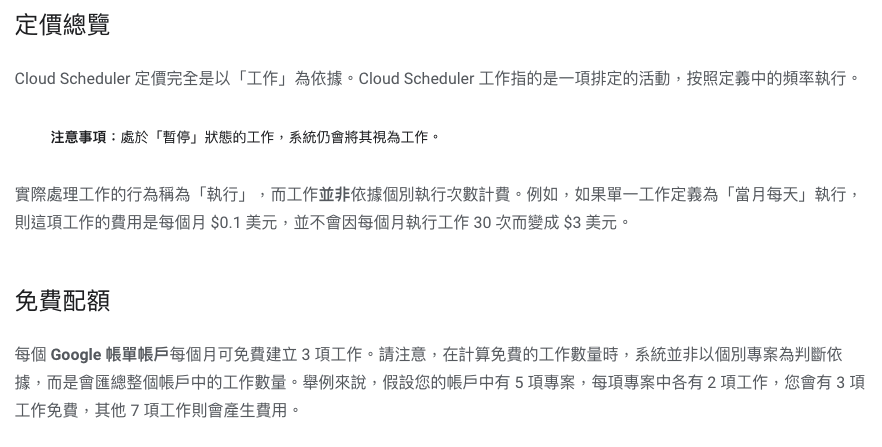 定價總覽
Cloud Scheduler 定價完全是以「工作」為依據。Cloud Scheduler 工作指的是一項排定的活動，按照定義中的頻率執行。
注意事項：處於「暫停」狀態的工作，系統仍會將其視為工作。
實際處理工作的行為稱為「執行」，而工作並非依據個別執行次數計費。例如，如果單一工作定義為「當月每天」執行，
則這項工作的費用是每個月 $0.1 美元，並不會因每個月執行工作 30 次而變成 $3 美元。
免費配額
每個 Google 帳單帳戶每個月可免費建立 3 項工作。請注意，在計算免費的工作數量時，系統並非以個別專案為判斷依
據，而是會匯總整個帳戶中的工作數量。舉例來說，假設您的帳戶中有 5 項專案，每項專案中各有 2 項工作，您會有 3 項
工作免費，其他 7 項工作則會產生費用。